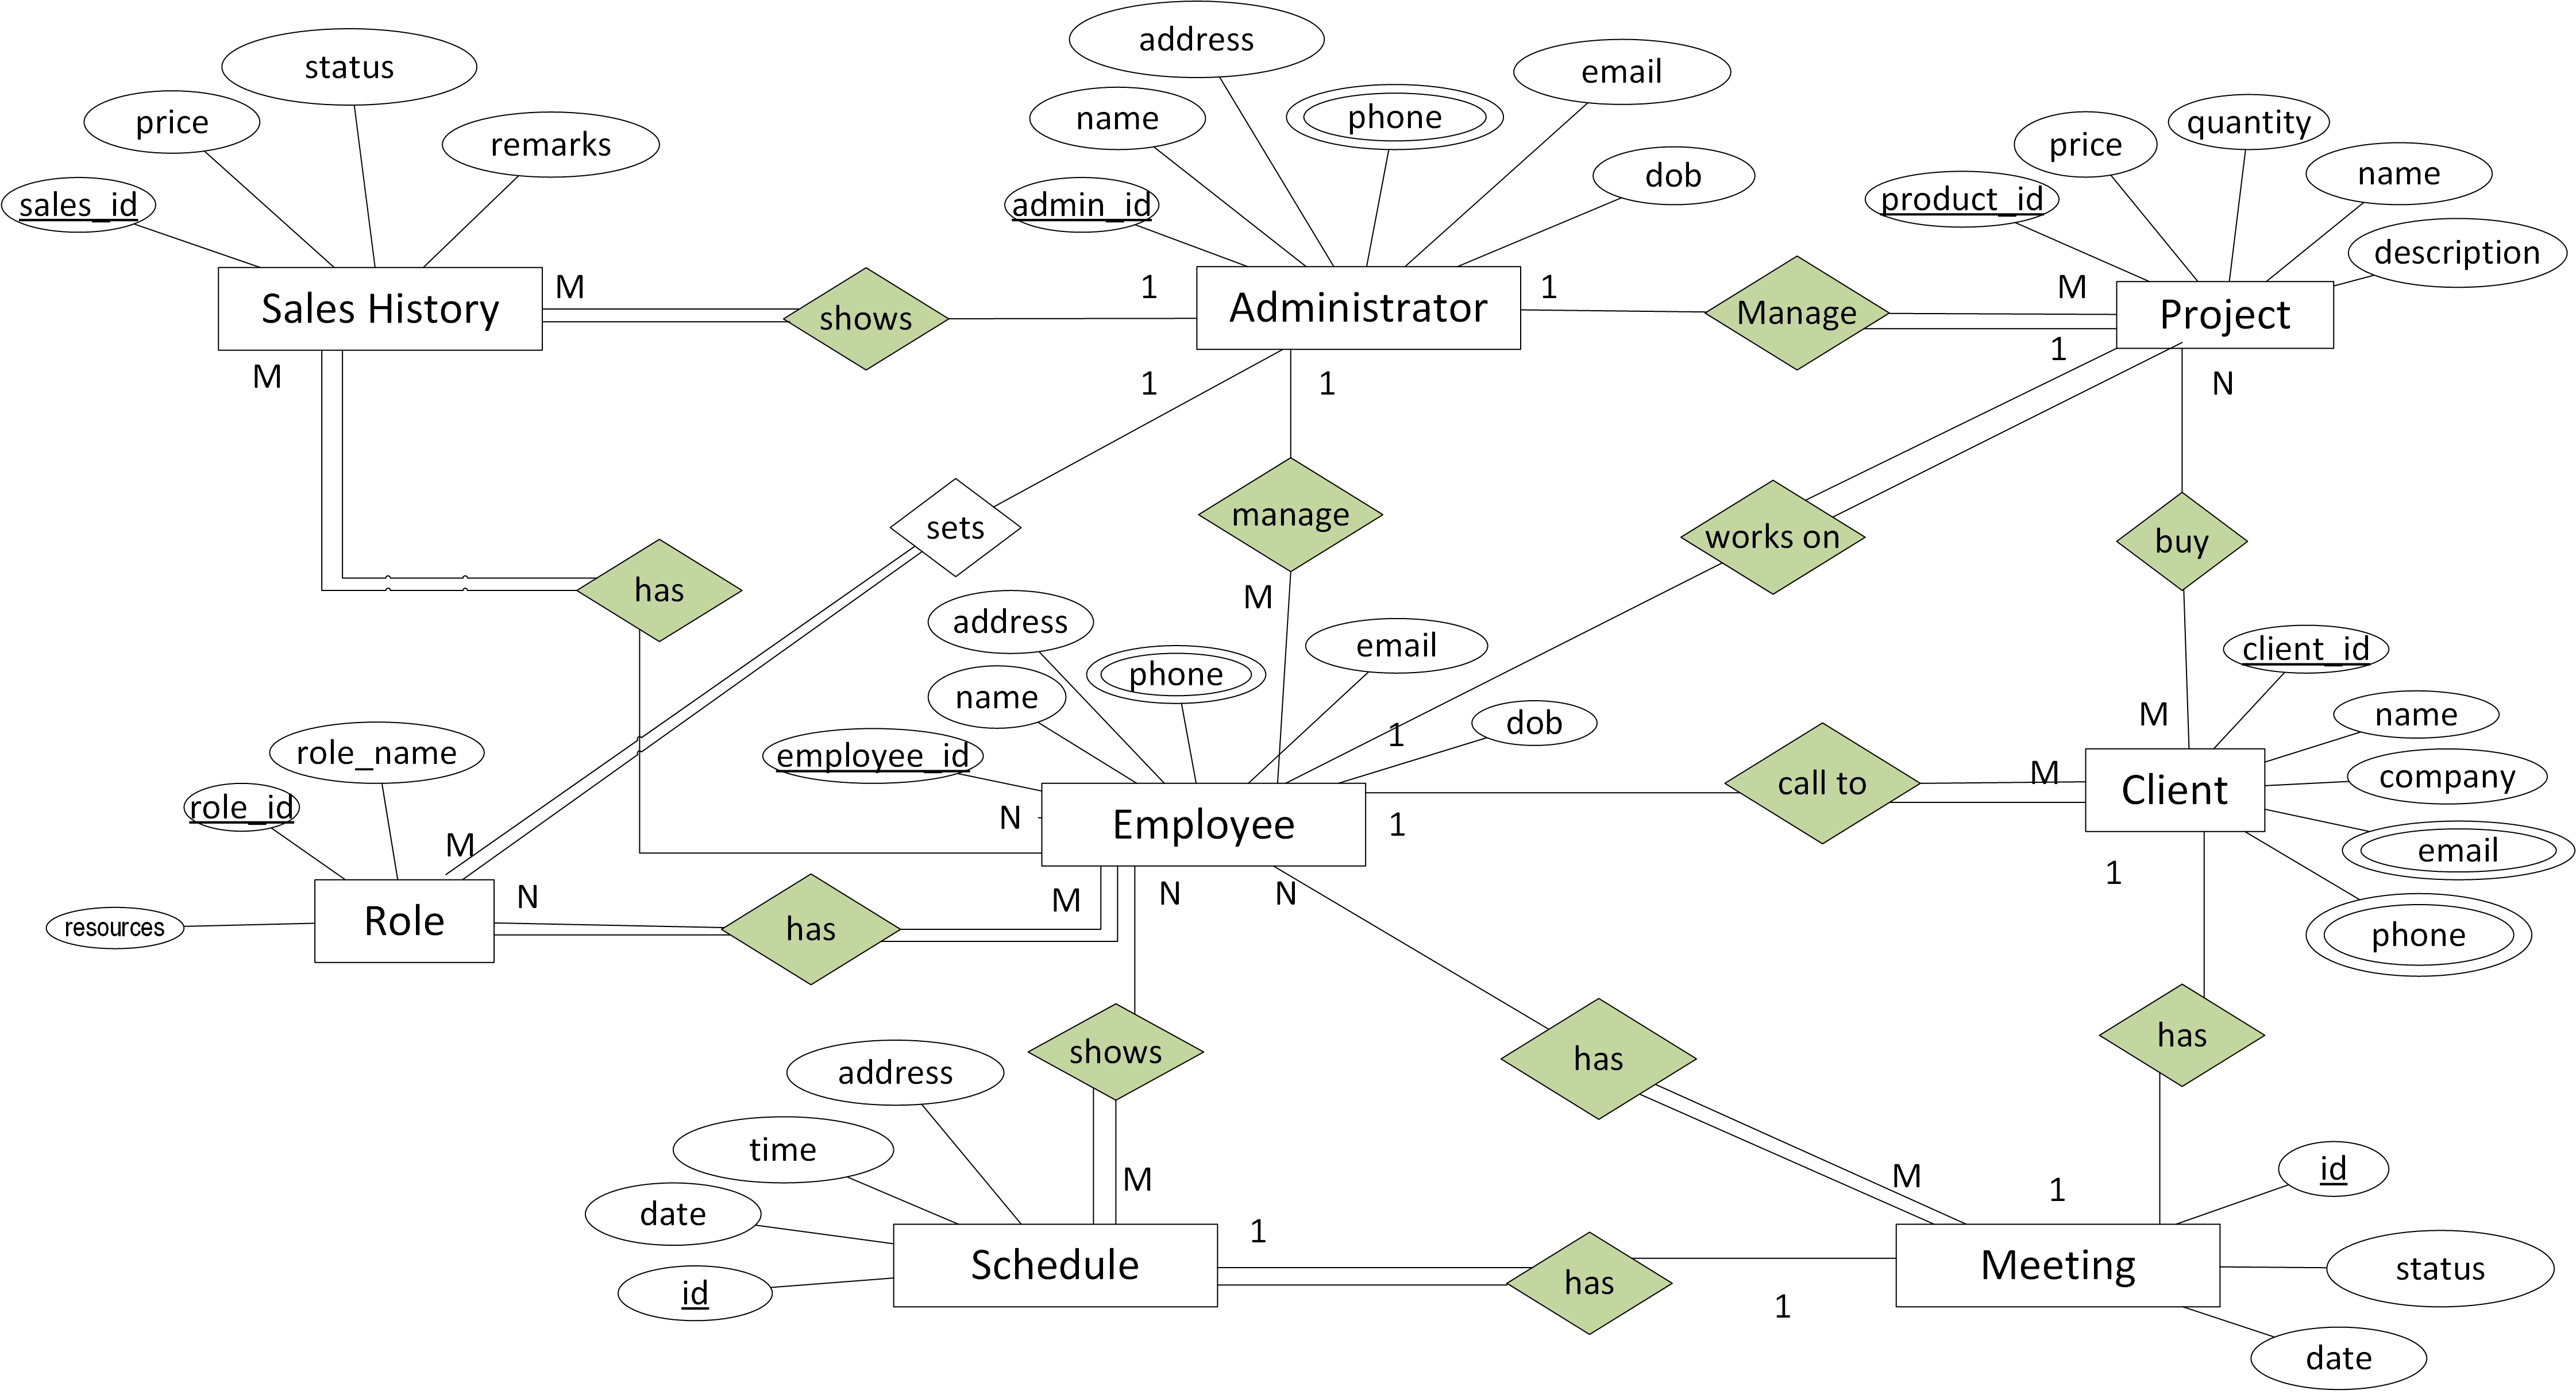 address
status
email
price
name
phone
quantity
remarks
price
name
sales_id
admin_id
dob
product_id
description
M
1
1
M
Sales History
shows
Administrator
Manage
Project
M
1
1
1
N
sets
manage
works on
buy
has
M
address
email
client_id
name
phone
M
name
role_name
employee_id
1
dob
call to
M
Client
company
role_id
N
Employee
1
M
email
1
N
M
N
N
resources
Role
has
phone
shows
has
has
address
time
M
M
1
id
date
1
Schedule
Meeting
status
id
has
1
date